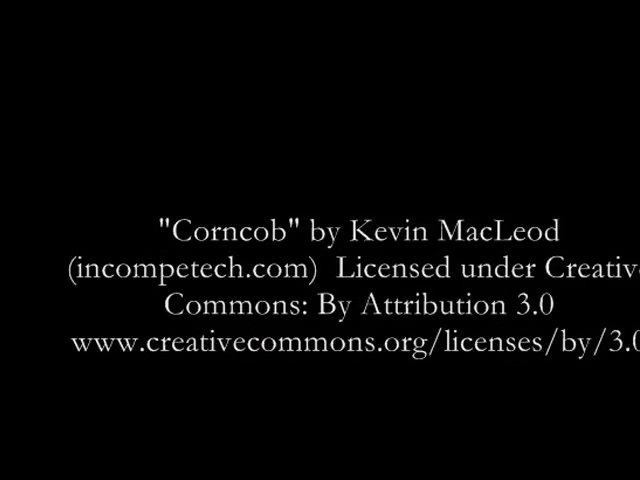 "Corncob" by Kevin MacLeod
(incompetech.com)  Licensed under Creativ
Commons: By Attribution 3.0
www.creativecommons.org/licenses/by/3.0